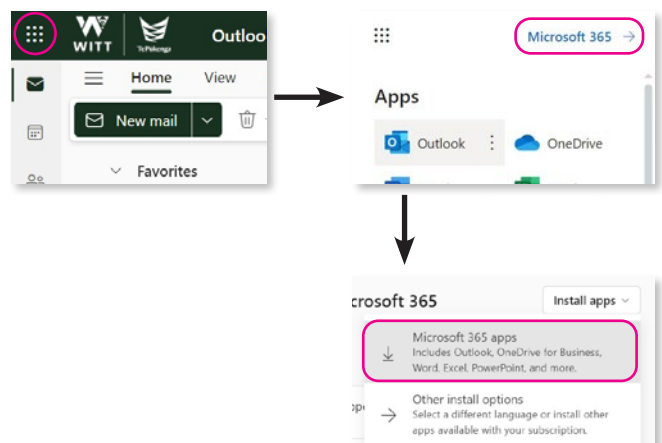 WITT
Te Pūkenga
Outloo
Home View
New mail
Favorites
Microsoft 365 →
Apps
Outlook
OneDrive
crosoft 365
Install apps
Microsoft 365 apps
Includes Outlook, OneDrive for Business,
Word, Excel, PowerPoint, and more.
Other install options
Select a different language or install other
apps available with your subscription.